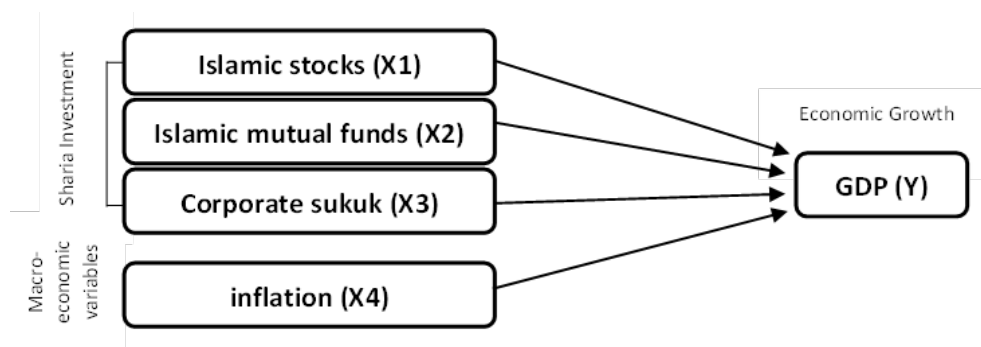 Sharia Investment
Islamic stocks (X1)
Islamic mutual funds (X2)
Corporate sukuk (X3)
Macro-
economic
variables
inflation (X4)
Economic Growth
GDP (Y)